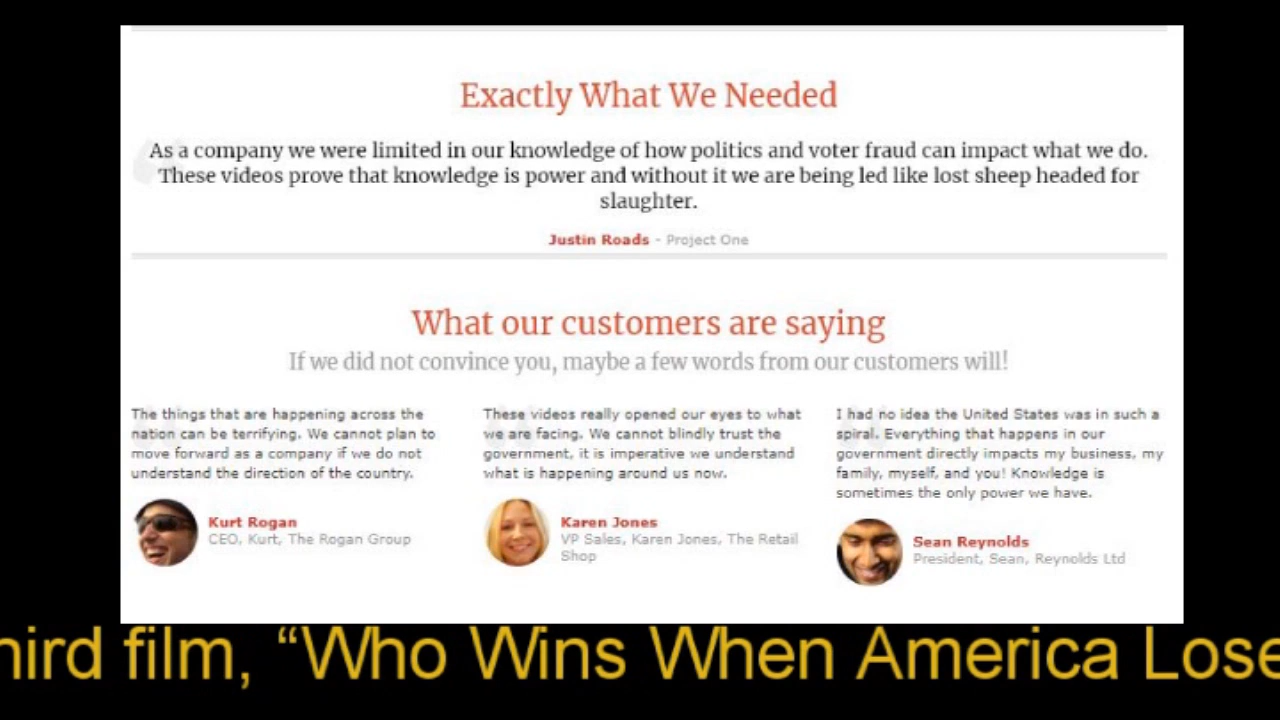 Exactly What We Needed
As a company we were limited in our knowledge of how politics and voter fraud can impact what we do.
These videos prove that knowledge is power and without it we are being led like lost sheep headed for
slaughter.
Justin Roads - Project One
What our customers are saying
If we did not convince you, maybe a few words from our customers will!
The things that are happening across the
nation can be terrifying. We cannot plan to
move forward as a company if we do not
understand the direction of the country.
Kurt Rogan
CEO, Kurt, The Rogan Group
These videos really opened our eyes to what
we are facing. We cannot blindly trust the
government, it is imperative we understand
what is happening around us now.
Karen Jones
VP Sales, Karen Jones, The Retail
Shop
I had no idea the United States was in such a
spiral. Everything that happens in our
government directly impacts my business, my
family, myself, and you! Knowledge is
sometimes the only power we have.
Sean Reynolds
President, Sean, Reynolds Ltd
hird film, “Who Wins When America Lose